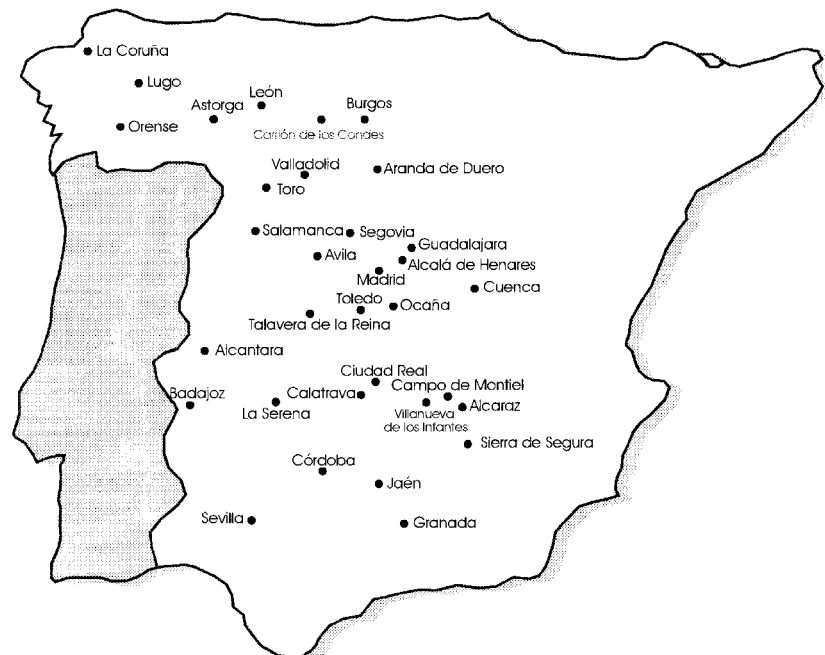 La Coruña
Lugo
León
Astorga
Burgos
Orense
Carrión de los Condes
Valladolid
Aranda de Duero
Toro
Salamanca
Segovia
Guadalajara
Avila
Alcalá de Henares
Madrid
Cuenca
Toledo
Ocaña
Talavera de la Reina
Alcantara
Ciudad Real
Badajoz
Calatrava
Campo de Montiel
La Serena
Villanueva
de los Infantes
Alcaraz
Sierra de Segura
Córdoba
Jaén
Sevilla
Granada